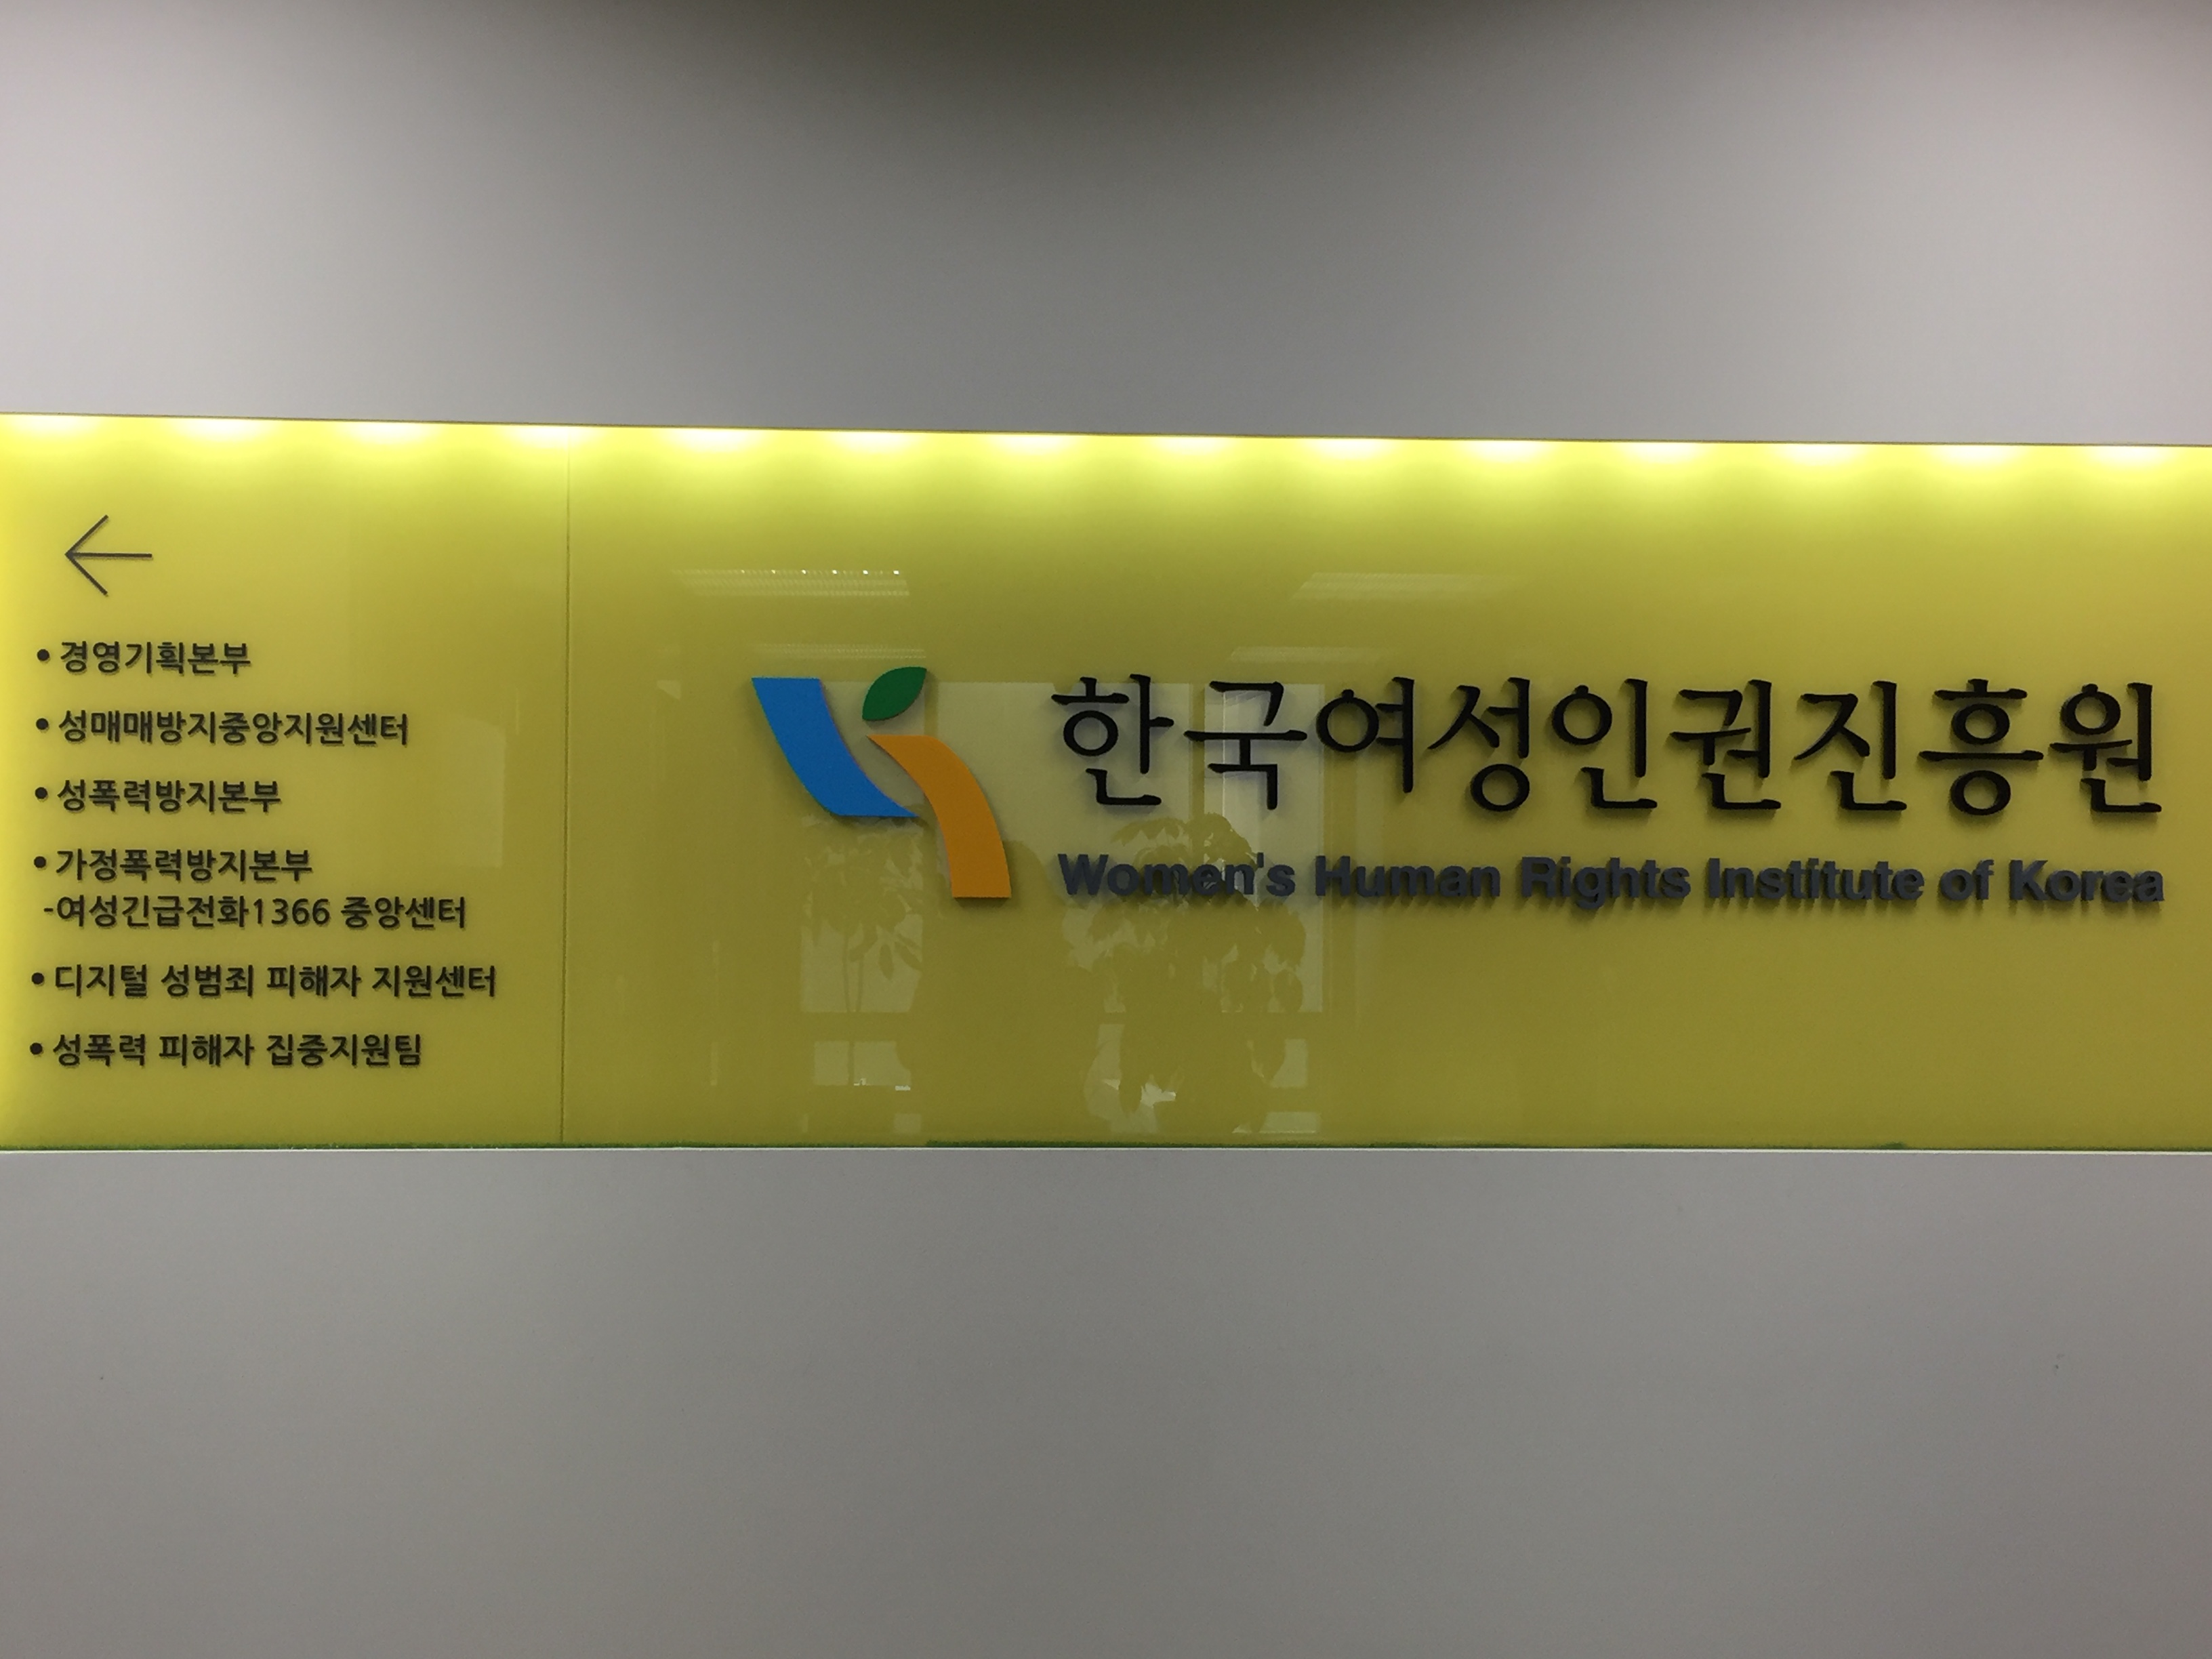 ←
• 경영기획본부
• 성매매방지중앙지원센터
• 성폭력방지본부
• 가정폭력방지본부
-여성긴급전화1366 중앙센터
• 디지털 성범죄 피해자 지원센터
• 성폭력 피해자 집중지원팀
한국여성인권진흥원
Women's Human Rights Institute of Korea